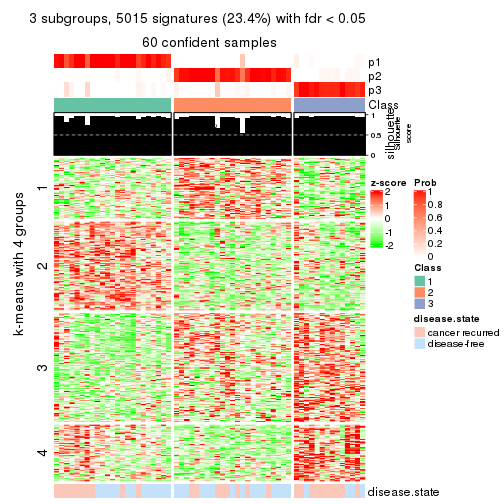 3 subgroups, 5015 signatures (23.4%) with fdr < 0.05
60 confident samples
p1
p2
p3
Class
1
0.5
0
silhouette
Silhouette
score
k-means with 4 groups
1
2
3
4
disease.state
z-score
2
1
0
-1
-2
Prob
1
0.8
0.6
0.4
0.2
0
Class
1
2
3
disease.state
cancer recurred
disease-free